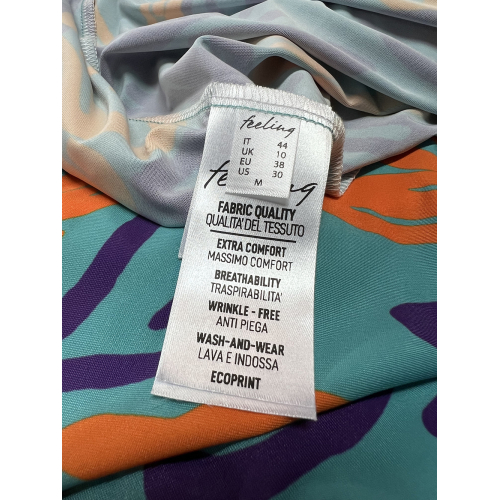 feeling
IT 44
UK 10
EU 38
US 30
M
feeling
FABRIC QUALITY
QUALITA' DEL TESSUTO
EXTRA COMFORT
MASSIMO COMFORT
BREATHABILITY
TRASPIRABILITA'
WRINKLE - FREE
ANTI PIEGA
WASH-AND-WEAR
LAVA E INDOSSA
ECOPRINT